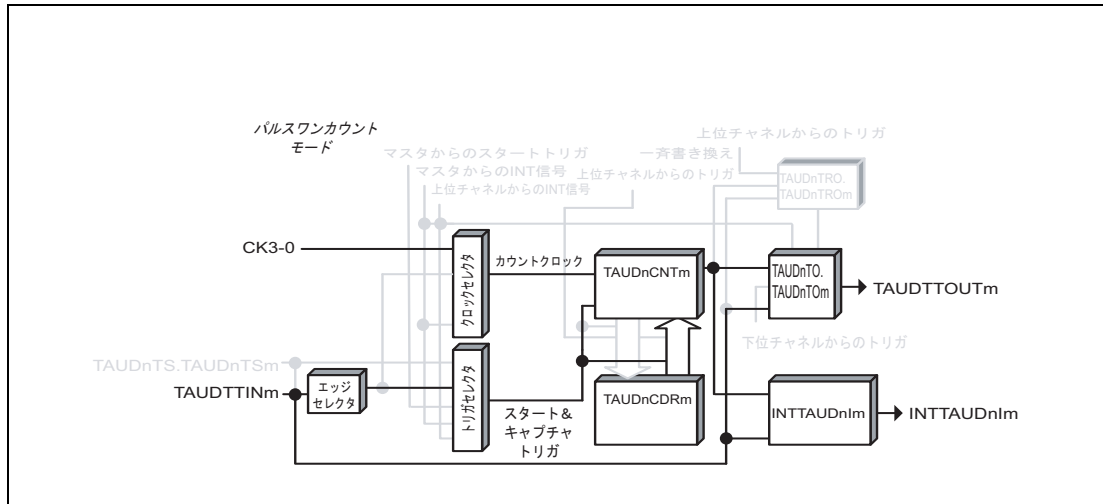 パルスワンカウント
モード
上位チャネルからのトリガ
マスタからのスタートトリガ
一斉書き換え
マスタからのINT信号
上位チャネルからのトリガ
上位チャネルからのINT信号
TAUDnTRO.
TAUDnTROm
CK3-0
クロックセレクタ
カウントクロック
TAUDnCNTm
TAUDnTO.
TAUDnTOm
TAUDTTOUTm
下位チャネルからのトリガ
TAUDnTS.TAUDnTSm
TAUDTTINm
エッジ
セレクタ
トリガセレクタ
スタート&
キャプチャ
トリガ
TAUDnCDRm
INTTAUDnIm
INTTAUDnIm